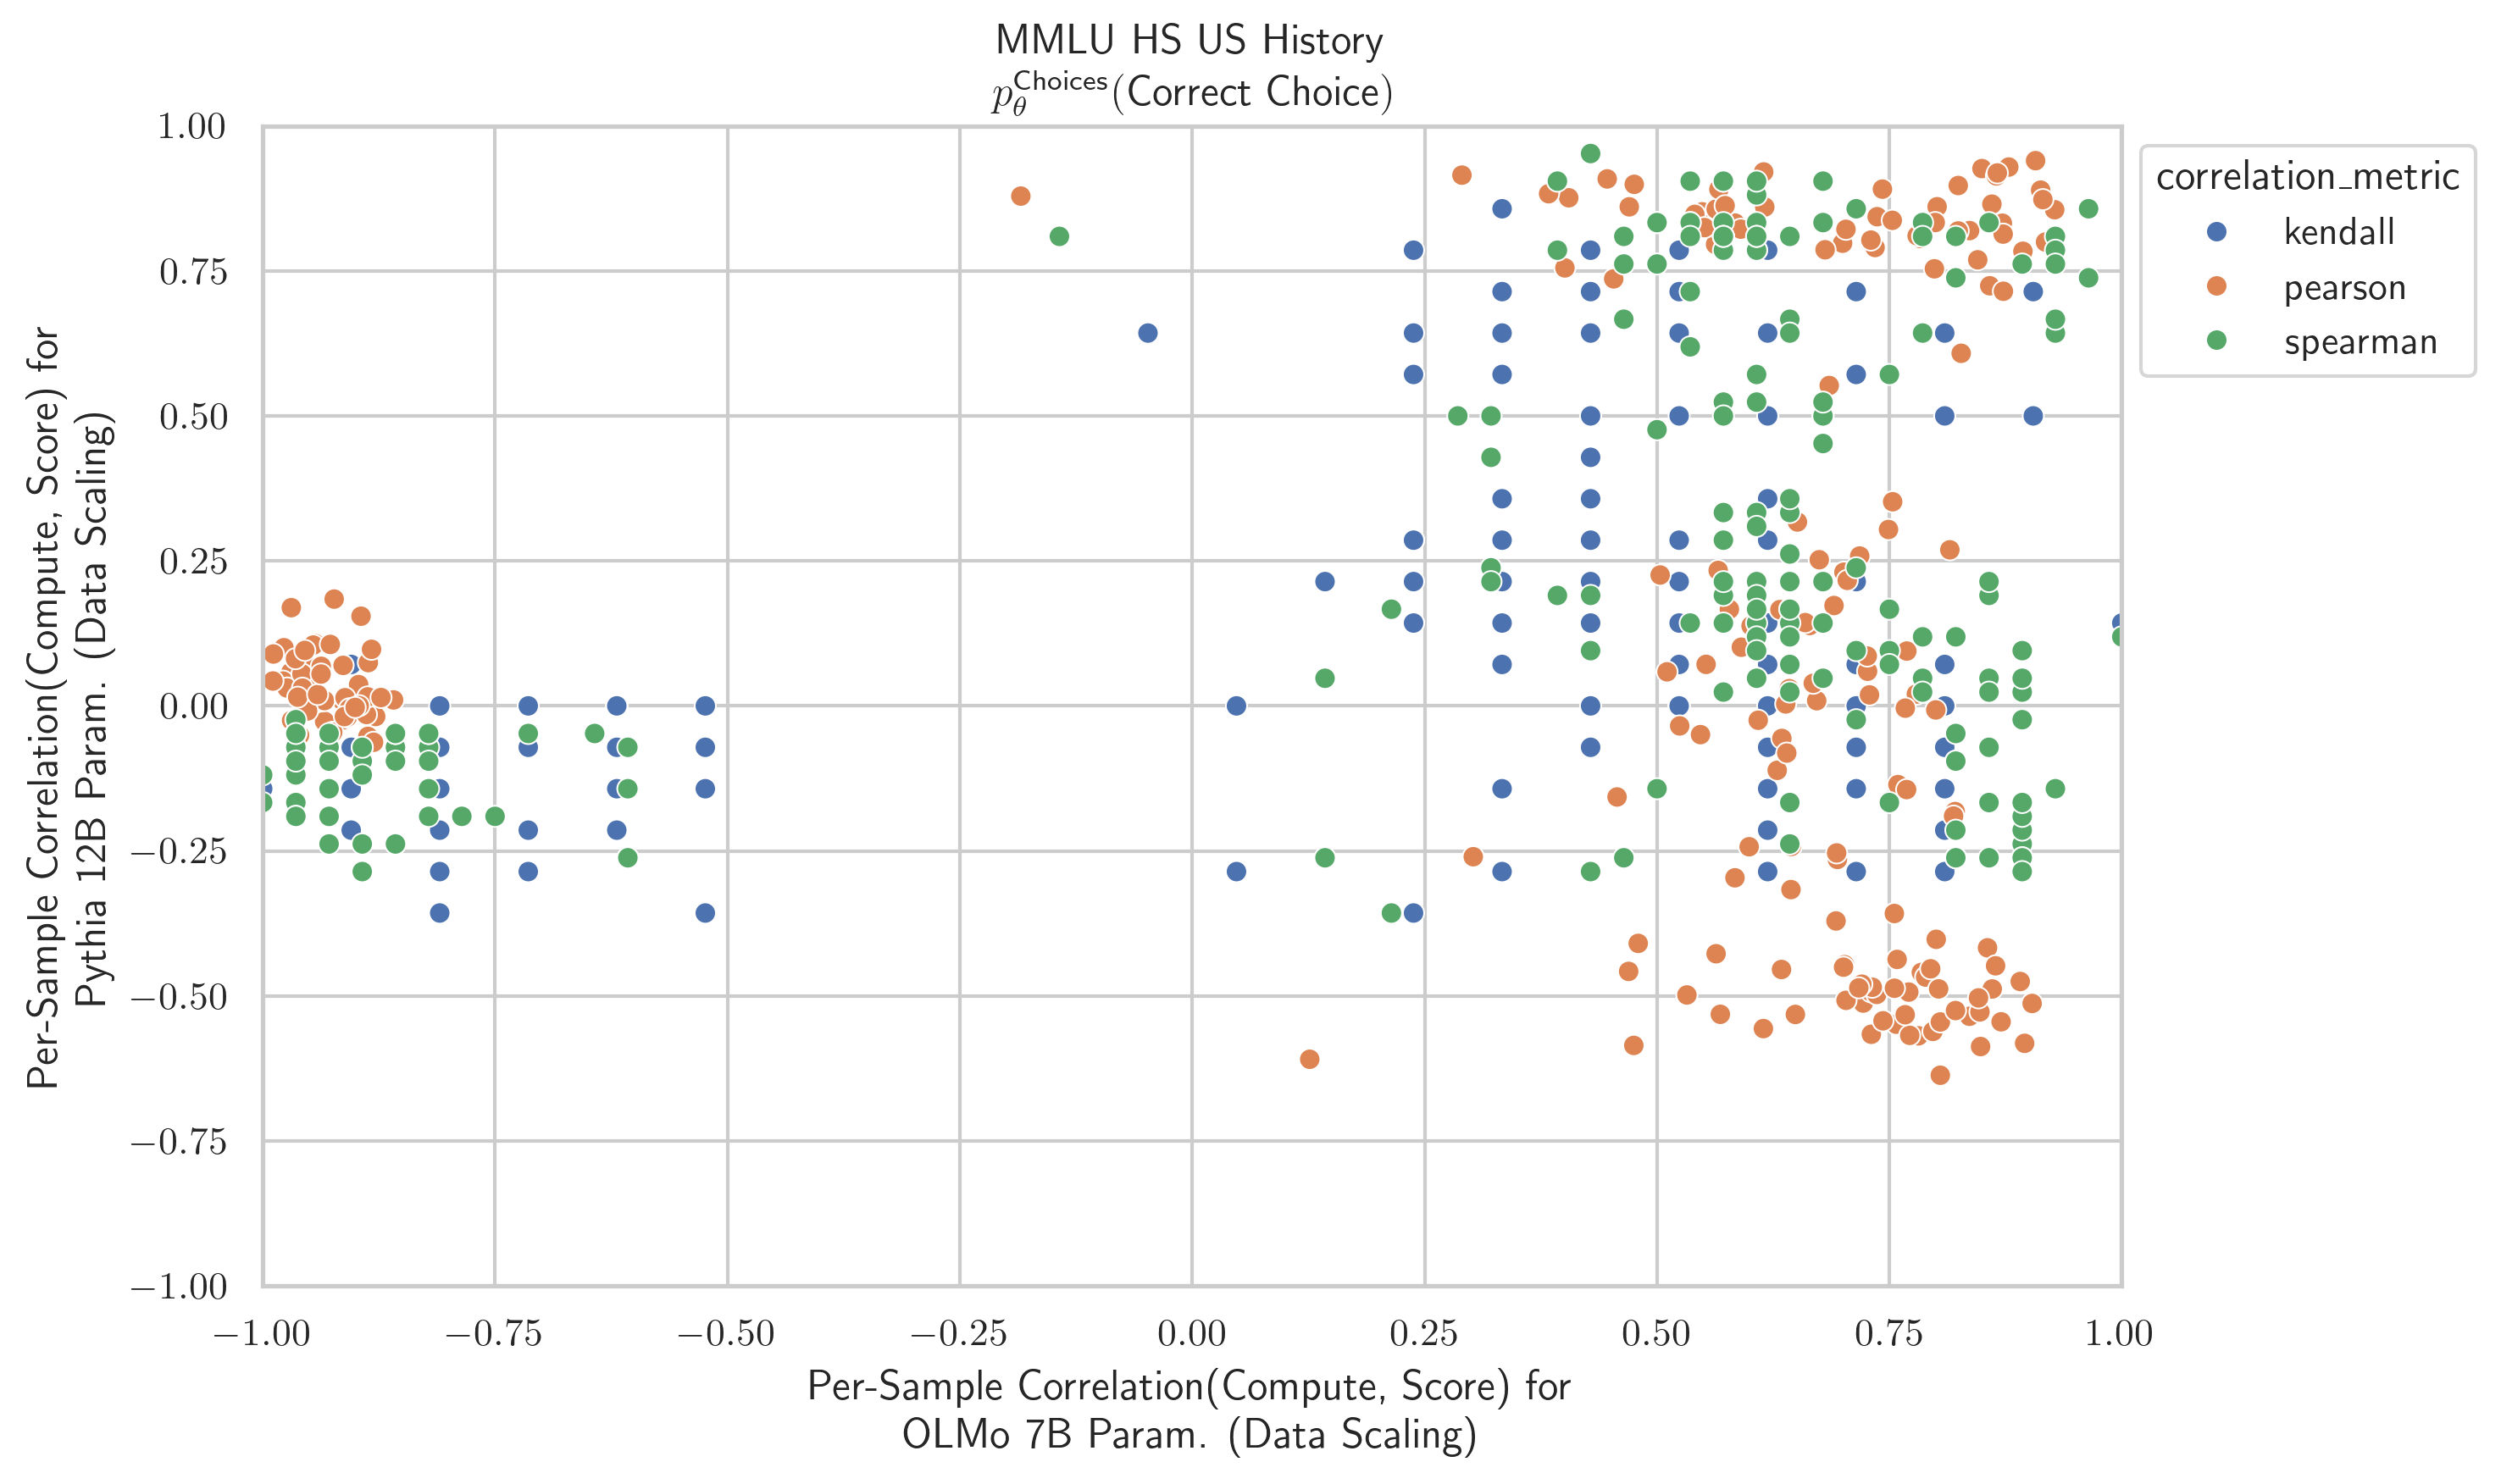 MMLU HS US History
p_θ^Choices(Correct Choice)
1.00
0.75
0.50
0.25
0.00
−0.25
−0.50
−0.75
−1.00
Per-Sample Correlation(Compute, Score) for
Pythia 12B Param. (Data Scaling)
correlation_metric
kendall
pearson
spearman
−1.00 −0.75 −0.50 −0.25 0.00 0.25 0.50 0.75 1.00
Per-Sample Correlation(Compute, Score) for
OLMo 7B Param. (Data Scaling)